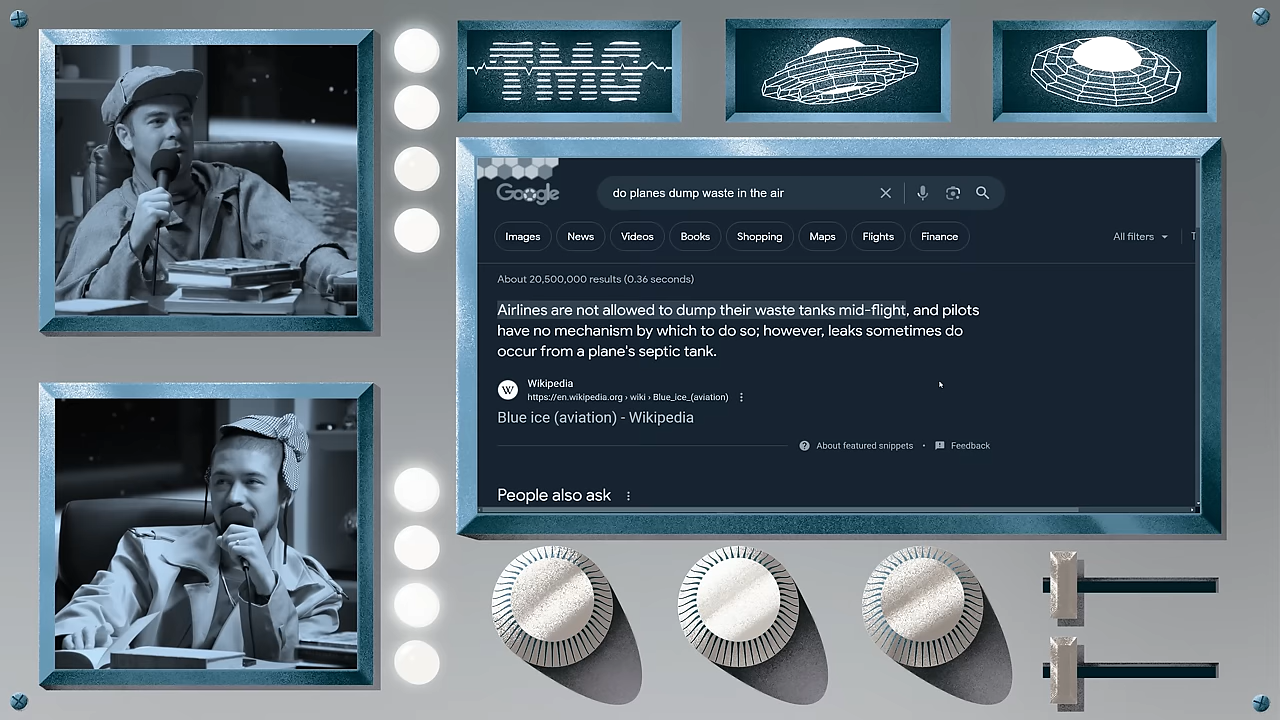 Google
do planes dump waste in the air
Images
News
Videos
Books
Shopping
Maps
Flights
Finance
All filters
About 20,500,000 results (0.36 seconds)
Airlines are not allowed to dump their waste tanks mid-flight, and pilots
have no mechanism by which to do so; however, leaks sometimes do
occur from a plane's septic tank.
W
Wikipedia
https://en.wikipedia.org › wiki › Blue_ice_(aviation)
Blue ice (aviation) - Wikipedia
About featured snippets • Feedback
People also ask